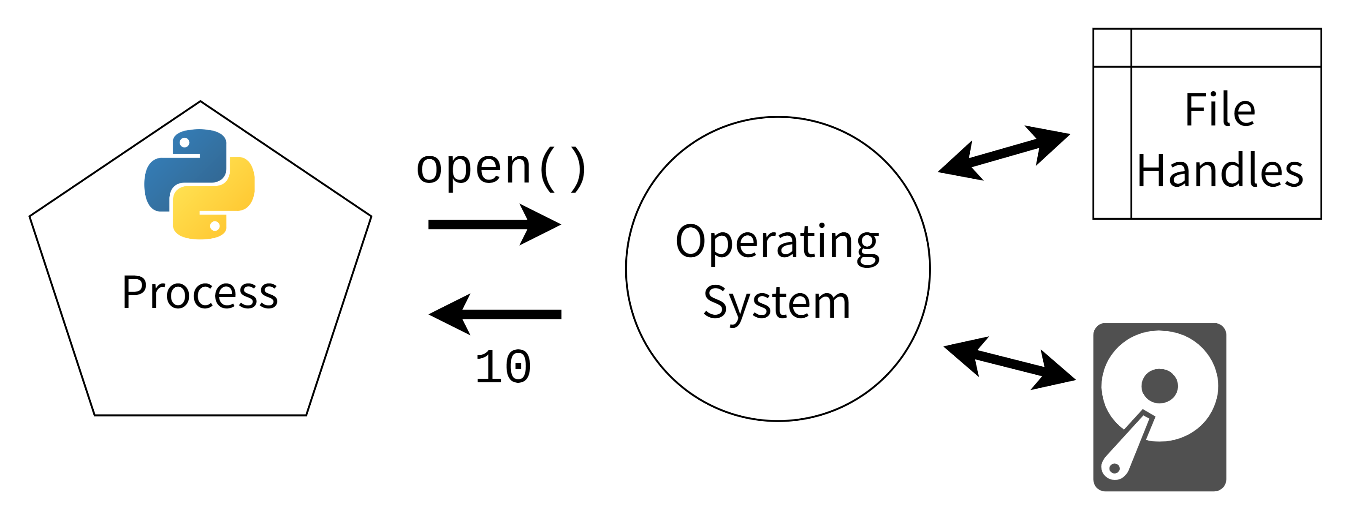 Process
open()
10
Operating
System
File
Handles